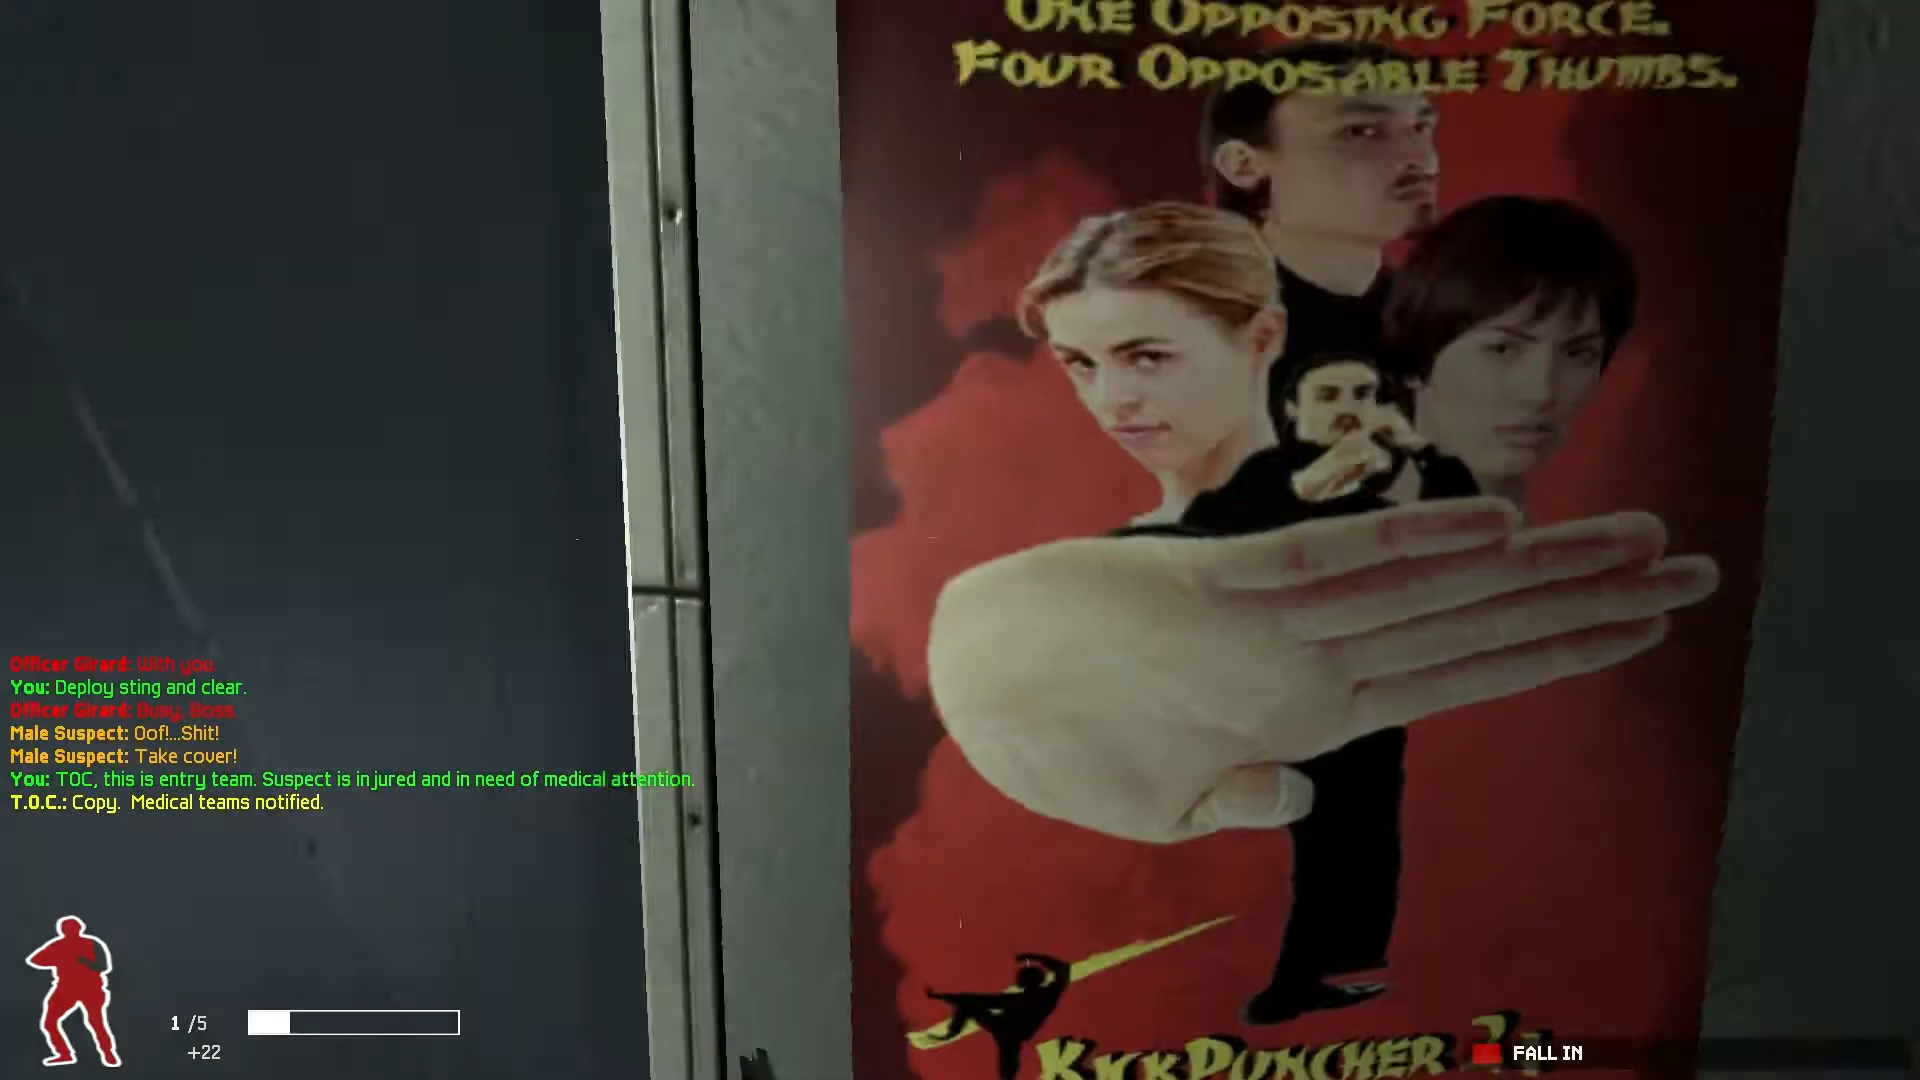 ONE OPPOSING FORCE.
FOUR OPPOSABLE THUMBS.
Officer Girard: With you.
You: Deploy sting and clear.
Officer Girard: Busy, Boss.
Male Suspect: Oof!...Shit!
Male Suspect: Take cover!
You: TOC, this is entry team. Suspect is injured and in need of medical attention.
T.O.C.: Copy.  Medical teams notified.
1 /5
+22
KICKPUNCHER
FALL IN